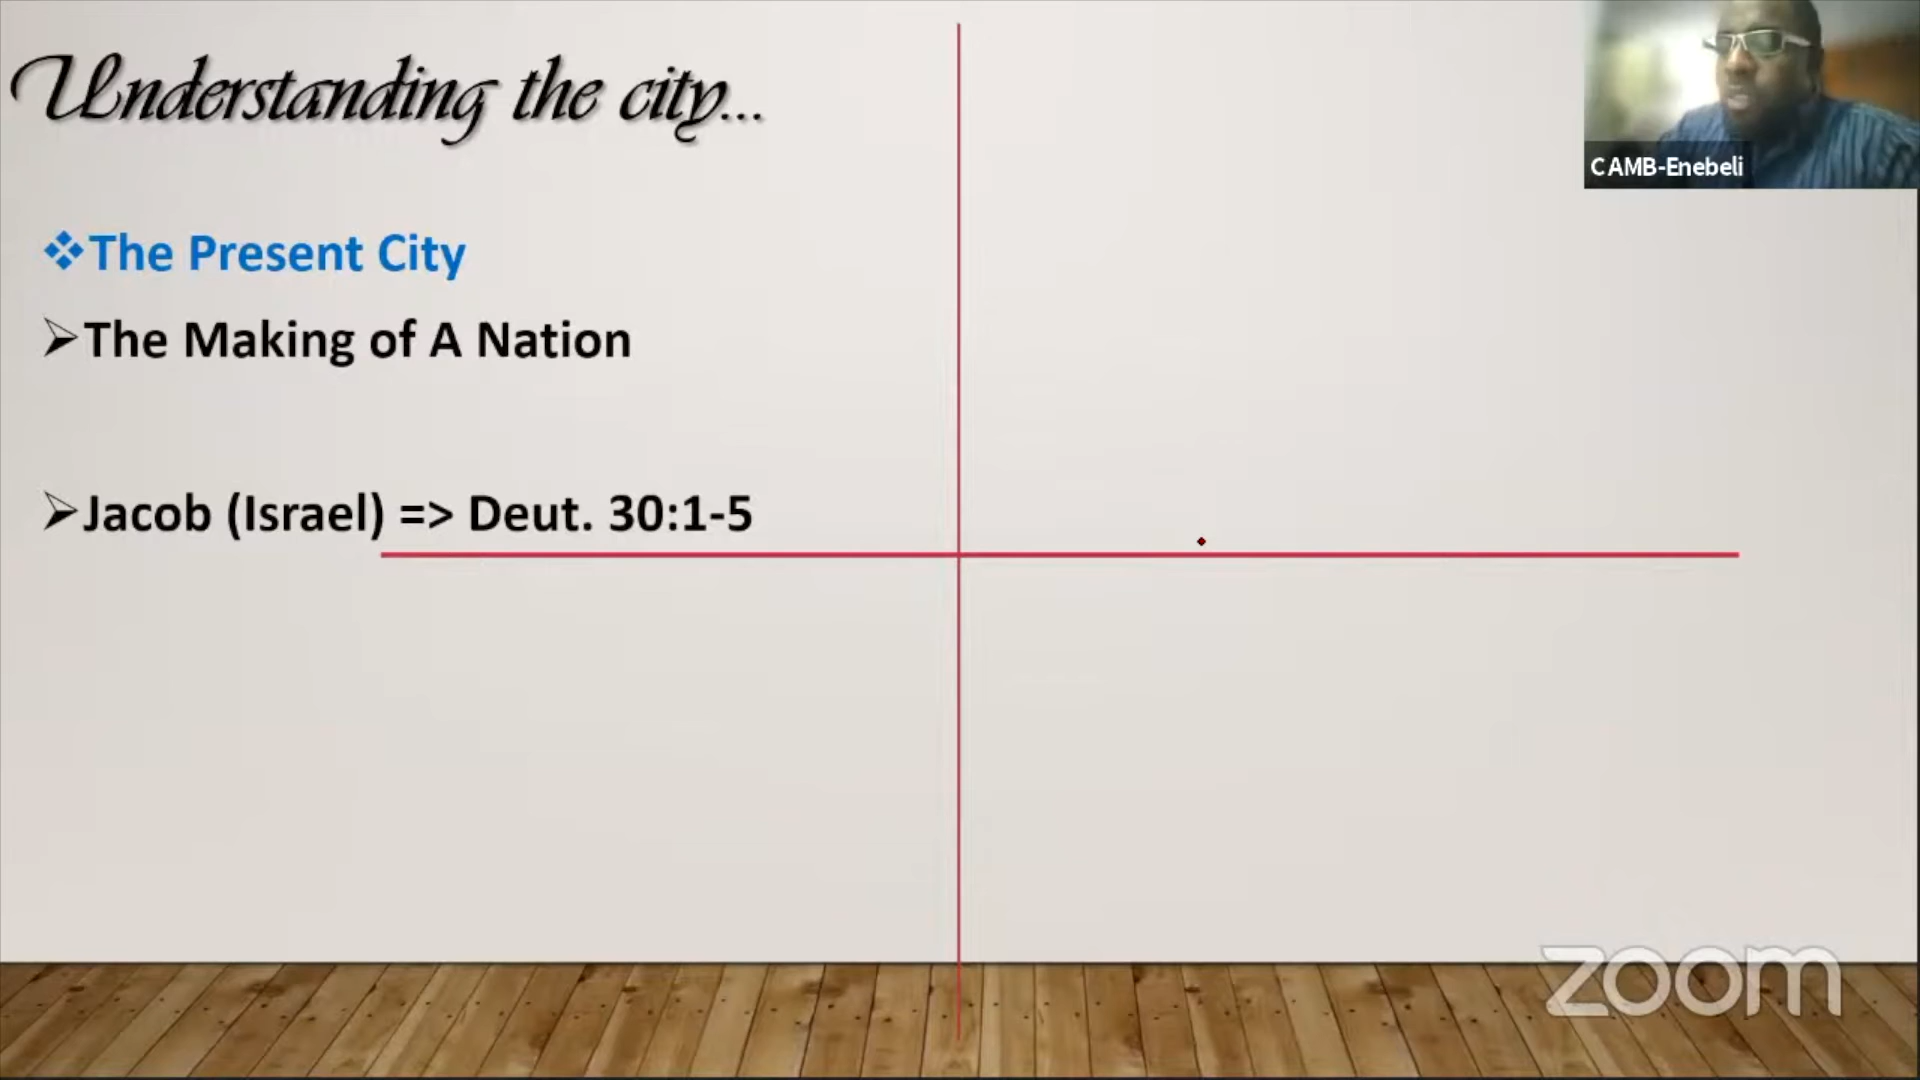 Understanding the city...
CAMB-Enebeli
❖The Present City
➢The Making of A Nation
➢Jacob (Israel) => Deut. 30:1-5
zoom